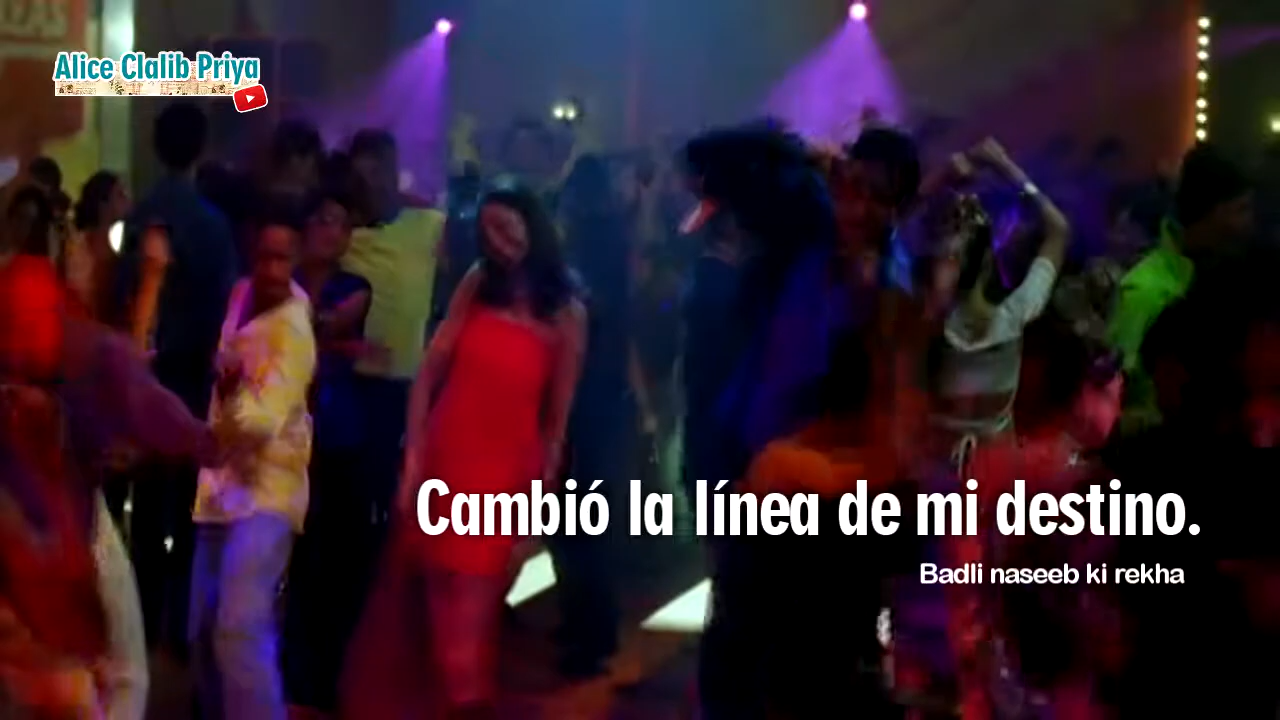 Alice Clalib Priya
Cambió la línea de mi destino.
Badli naseeb ki rekha